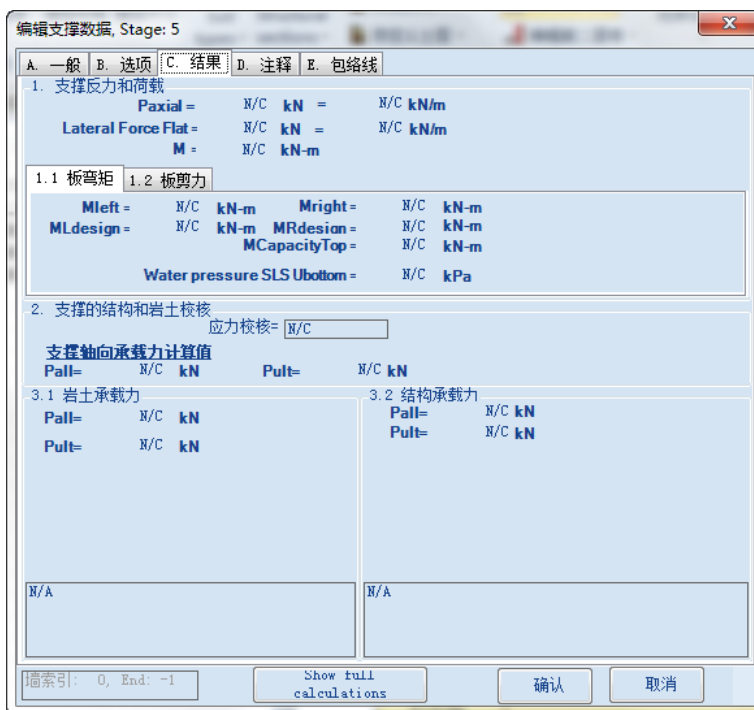 编辑支撑数据, Stage: 5
A. 一般 B. 选项 C. 结果 D. 注释 E. 包络线
1. 支撑反力和荷载
Paxial = N/C kN = N/C kN/m
Lateral Force Flat = N/C kN = N/C kN/m
M = N/C kN-m
1.1 板弯矩 1.2 板剪力
Mleft = N/C kN-m Mright = N/C kN-m
MLdesign = N/C kN-m MRdesign = N/C kN-m
MCapacityTop = N/C kN-m
Water pressure SLS Ubottom = N/C kPa
2. 支撑的结构和岩土校核
应力校核= N/C
支撑轴向承载力计算值
Pall= N/C kN Pult= N/C kN
3.1 岩土承载力
Pall= N/C kN
Pult= N/C kN
N/A
3.2 结构承载力
Pall= N/C kN
Pult= N/C kN
N/A
墙索引: 0, End: -1
Show full
calculations
确认
取消